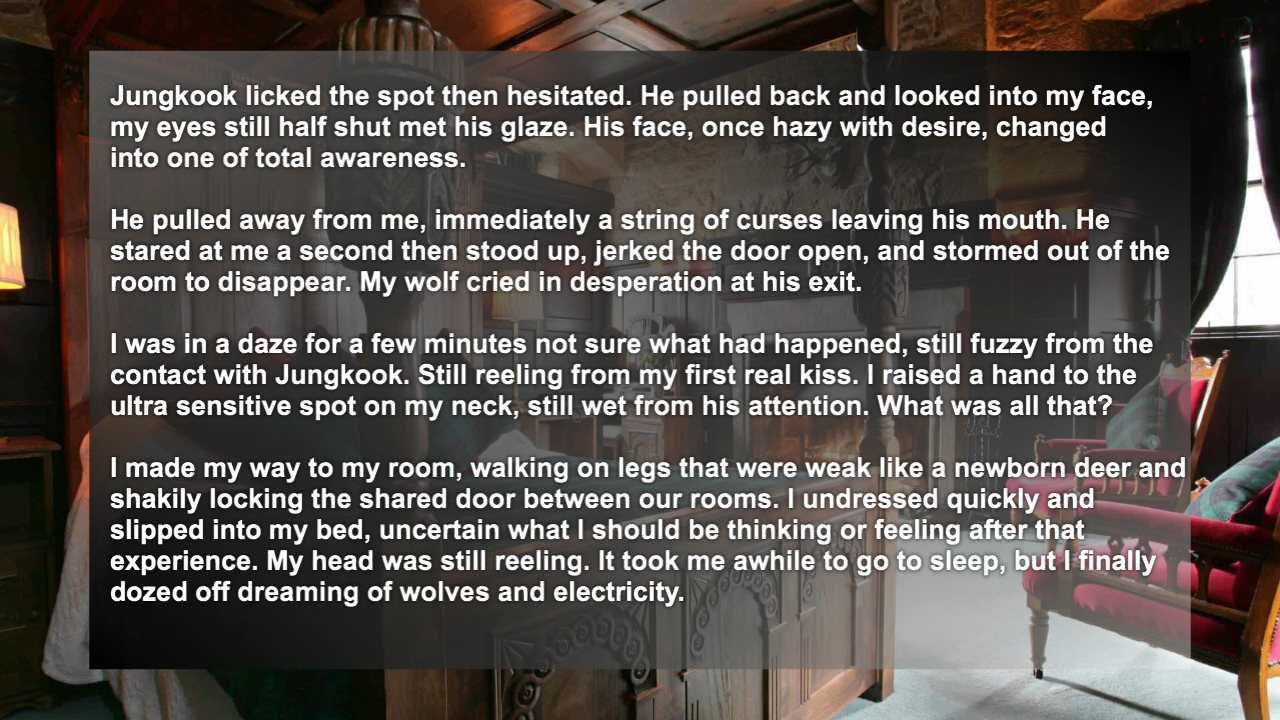 Jungkook licked the spot then hesitated. He pulled back and looked into my face,
my eyes still half shut met his glaze. His face, once hazy with desire, changed
into one of total awareness.
He pulled away from me, immediately a string of curses leaving his mouth. He
stared at me a second then stood up, jerked the door open, and stormed out of the
room to disappear. My wolf cried in desperation at his exit.
I was in a daze for a few minutes not sure what had happened, still fuzzy from the
contact with Jungkook. Still reeling from my first real kiss. I raised a hand to the
ultra sensitive spot on my neck, still wet from his attention. What was all that?
I made my way to my room, walking on legs that were weak like a newborn deer and
shakily locking the shared door between our rooms. I undressed quickly and
slipped into my bed, uncertain what I should be thinking or feeling after that
experience. My head was still reeling. It took me awhile to go to sleep, but I finally
dozed off dreaming of wolves and electricity.